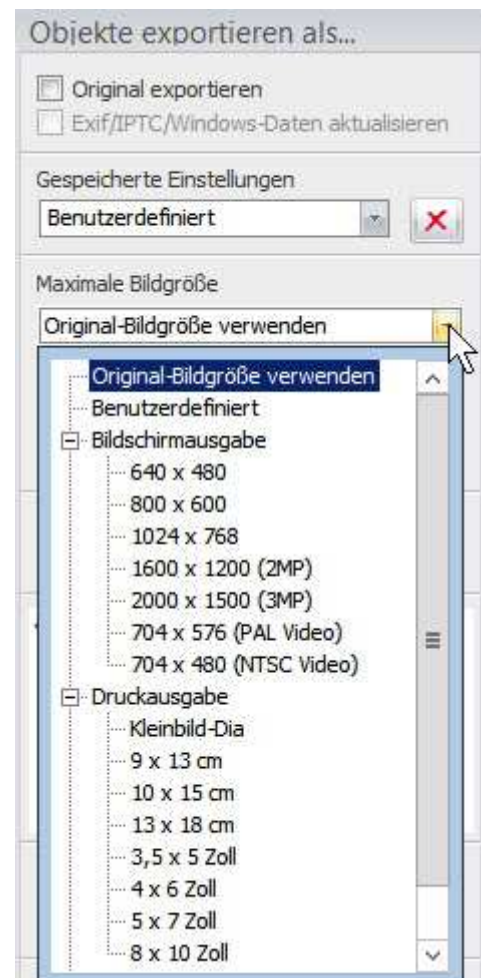 Objekte exportieren als...
Original exportieren
Exif/IPTC/Windows-Daten aktualisieren
Gespeicherte Einstellungen
Benutzerdefiniert
Maximale Bildgröße
Original-Bildgröße verwenden
Original-Bildgröße verwenden
Benutzerdefiniert
Bildschirmausgabe
640 x 480
800 x 600
1024 x 768
1600 x 1200 (2MP)
2000 x 1500 (3MP)
704 x 576 (PAL Video)
704 x 480 (NTSC Video)
Druckausgabe
Kleinbild-Dia
9 x 13 cm
10 x 15 cm
13 x 18 cm
3,5 x 5 Zoll
4 x 6 Zoll
5 x 7 Zoll
8 x 10 Zoll